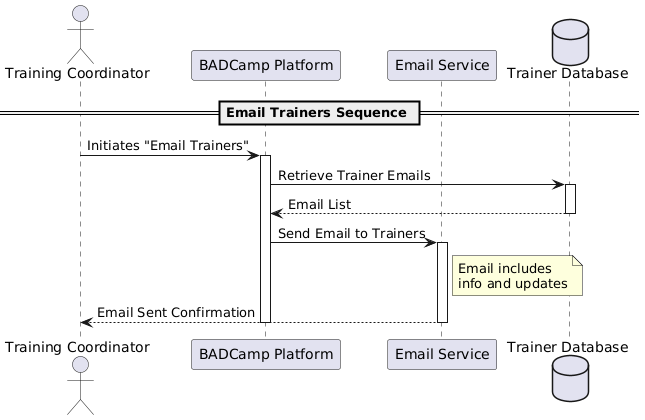 Training Coordinator
BADCamp Platform
Email Service
Trainer Database
Email Trainers Sequence
Initiates "Email Trainers"
Retrieve Trainer Emails
Email List
Send Email to Trainers
Email includes
info and updates
Email Sent Confirmation
Training Coordinator
BADCamp Platform
Email Service
Trainer Database